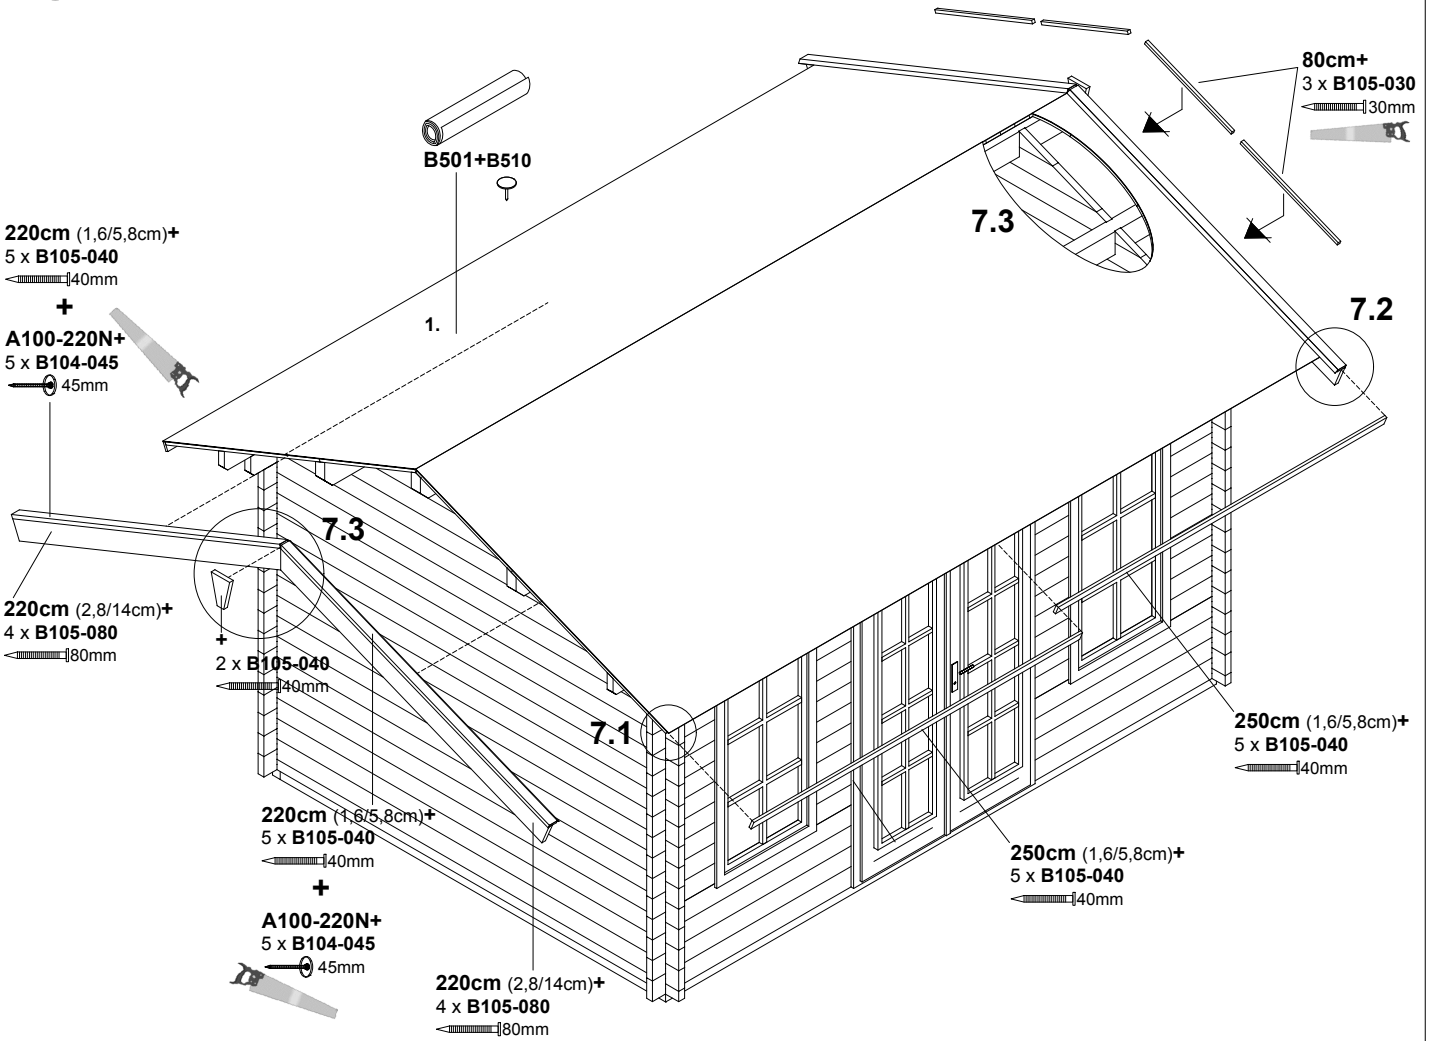 80cm+
3 x B105-030
30mm
B501+B510
7.3
220cm (1,6/5,8cm)+
5 x B105-040
40mm
+
A100-220N+
5 x B104-045
45mm
1.
7.2
7.3
220cm (2,8/14cm)+
4 x B105-080
80mm
+
2 x B105-040
40mm
7.1
250cm (1,6/5,8cm)+
5 x B105-040
40mm
220cm (1,6/5,8cm)+
5 x B105-040
40mm
+
A100-220N+
5 x B104-045
45mm
250cm (1,6/5,8cm)+
5 x B105-040
40mm
220cm (2,8/14cm)+
4 x B105-080
80mm